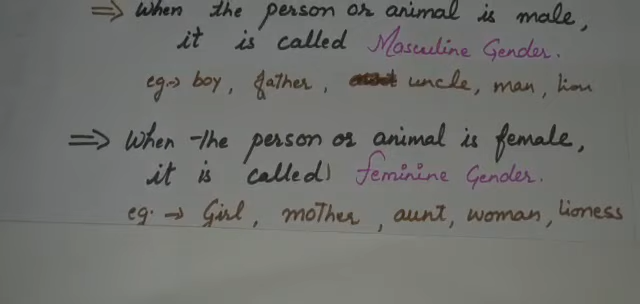 ⇒ When the person or animal is male,
it is called Masculine Gender.
eg.→ boy, father, uncle, man, lion
⇒ When the person or animal is female,
it is called feminine Gender.
eg. → Girl, mother, aunt, woman, lioness